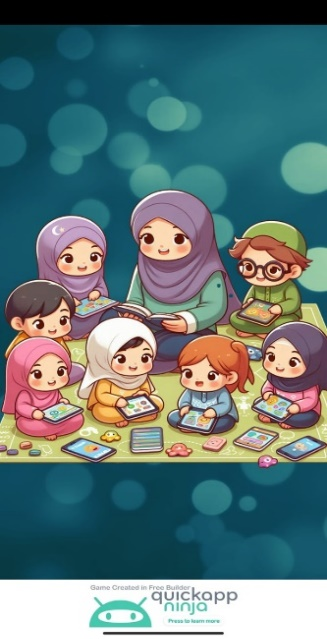 Game Created in Free Builder
quickapp
ninja
Press to learn more